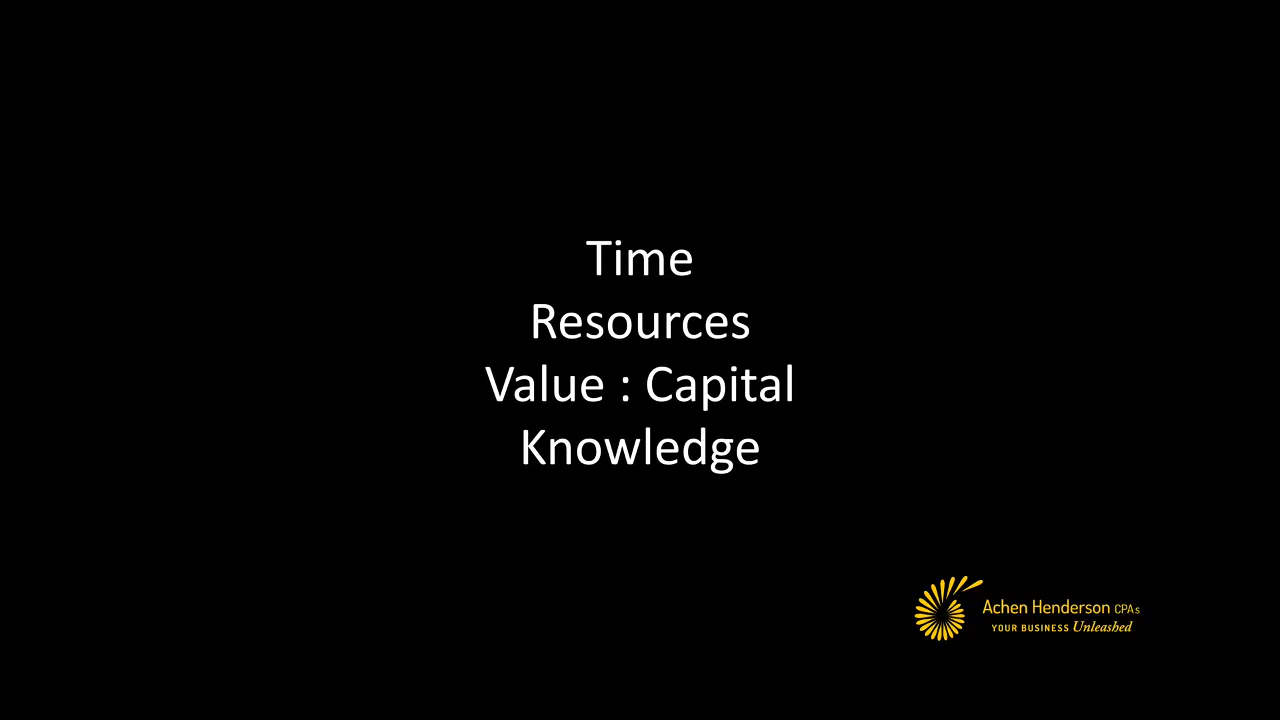 Time
Resources
Value : Capital
Knowledge
Achen Henderson CPAs
YOUR BUSINESS Unleashed